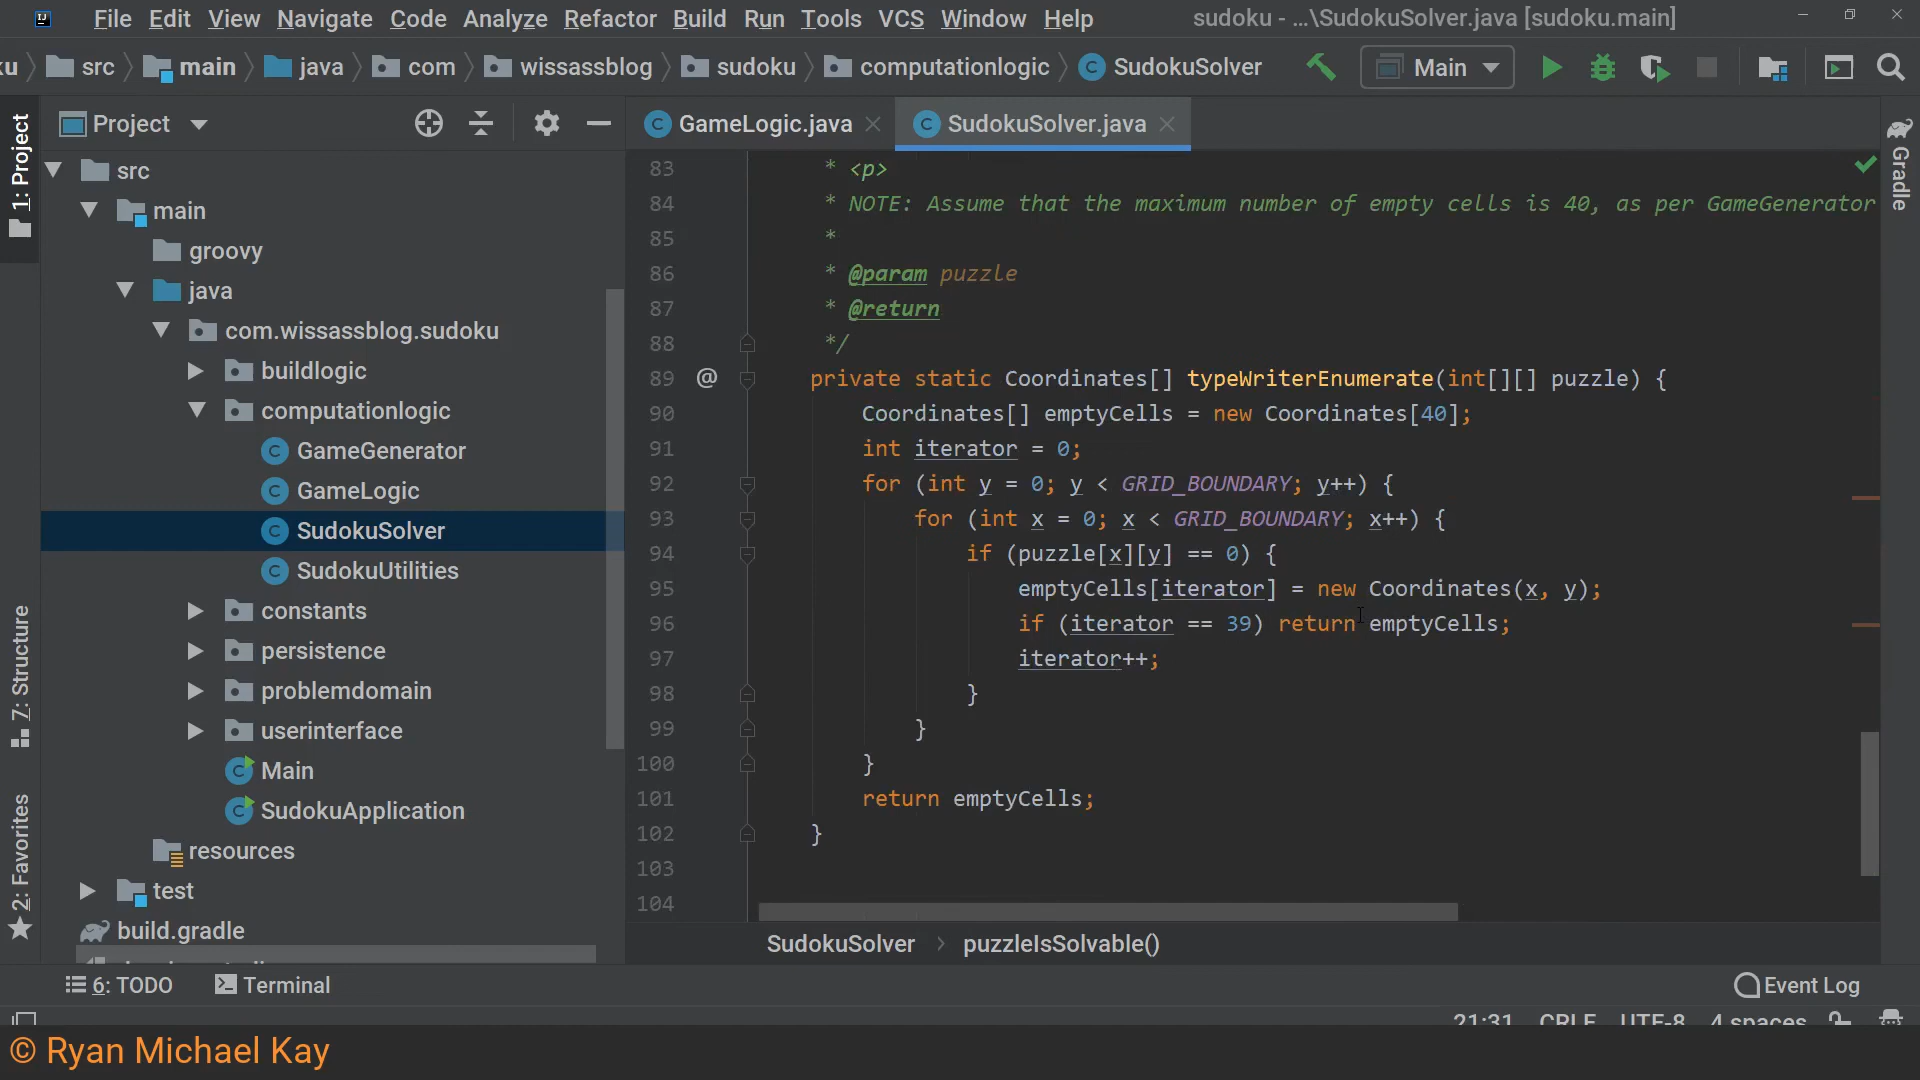 File Edit View Navigate Code Analyze Refactor Build Run Tools VCS Window Help sudoku - ...\SudokuSolver.java [sudoku.main]
ku src main java com wissassblog sudoku computationlogic SudokuSolver Main
1: Project
7: Structure
2: Favorites
Project
src
main
groovy
java
com.wissassblog.sudoku
buildlogic
computationlogic
GameGenerator
GameLogic
SudokuSolver
SudokuUtilities
constants
persistence
problemdomain
userinterface
Main
SudokuApplication
resources
test
build.gradle
GameLogic.java SudokuSolver.java
83 * <p>
84 * NOTE: Assume that the maximum number of empty cells is 40, as per GameGenerator
85 *
86 * @param puzzle
87 * @return
88 */
89 @ private static Coordinates[] typeWriterEnumerate(int[][] puzzle) {
90 Coordinates[] emptyCells = new Coordinates[40];
91 int iterator = 0;
92 for (int y = 0; y < GRID_BOUNDARY; y++) {
93 for (int x = 0; x < GRID_BOUNDARY; x++) {
94 if (puzzle[x][y] == 0) {
95 emptyCells[iterator] = new Coordinates(x, y);
96 if (iterator == 39) return emptyCells;
97 iterator++;
98 }
99 }
100 }
101 return emptyCells;
102 }
103
104
Gradle
SudokuSolver > puzzleIsSolvable()
6: TODO Terminal Event Log
21:31 CRLF UTF-8 4 spaces
© Ryan Michael Kay